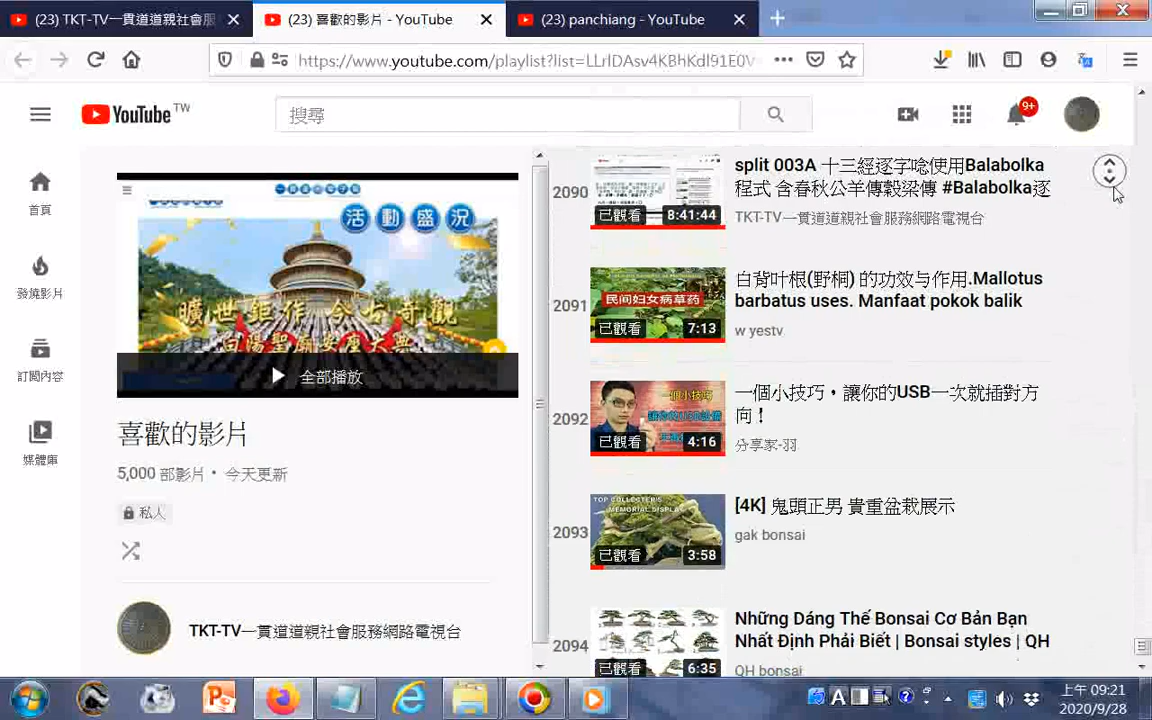 (23) TKT-TV一貫道道親社會服
(23) 喜歡的影片 - YouTube
(23) panchiang - YouTube
https://www.youtube.com/playlist?list=LLrIDAsv4KBhKdl91E0V
YouTube TW
搜尋
9+
首頁
發燒影片
訂閱內容
媒體庫
活動盛況
曠世鉅作 今古奇觀
白陽聖廟安座大典
全部播放
喜歡的影片
5,000 部影片・今天更新
私人
TKT-TV一貫道道親社會服務網路電視台
2090
已觀看
8:41:44
split 003A 十三經逐字唸使用Balabolka
程式 含春秋公羊傳穀梁傳 #Balabolka逐
TKT-TV一貫道道親社會服務網路電視台
2091
民间妇女病草药
已觀看
7:13
白背叶根(野桐) 的功效与作用.Mallotus
barbatus uses. Manfaat pokok balik
w yestv
2092
一個小技巧
已觀看
4:16
一個小技巧，讓你的USB一次就插對方
向！
分享家-羽
2093
TOP COLLECTER'S
MEMORIAL DISPLAY
已觀看
3:58
[4K] 鬼頭正男 貴重盆栽展示
gak bonsai
2094
已觀看
6:35
Những Dáng Thế Bonsai Cơ Bản Bạn
Nhất Định Phải Biết | Bonsai styles | QH
QH bonsai
上午 09:21
2020/9/28